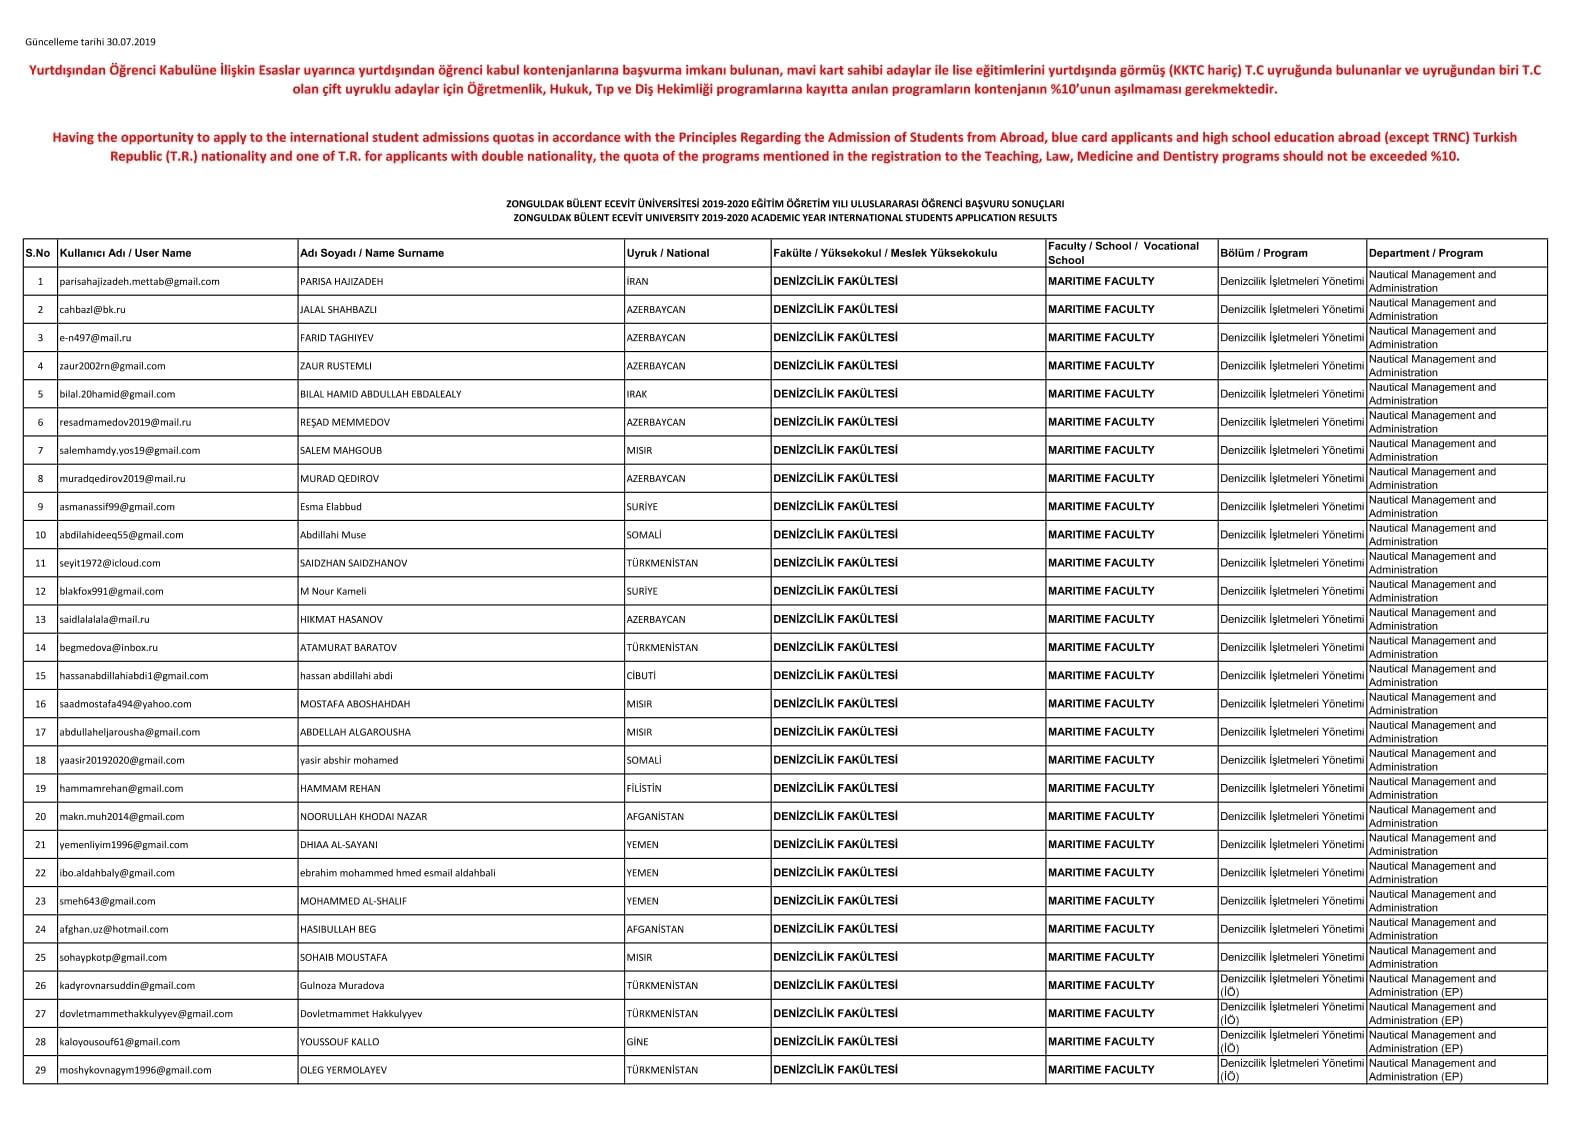 Güncelleme tarihi 30.07.2019
Yurtdışından Öğrenci Kabulüne İlişkin Esaslar uyarınca yurtdışından öğrenci kabul kontenjanlarına başvurma imkanı bulunan, mavi kart sahibi adaylar ile lise eğitimlerini yurtdışında görmüş (KKTC hariç) T.C uyruğunda bulunanlar ve uyruğundan biri T.C
olan çift uyruklu adaylar için Öğretmenlik, Hukuk, Tıp ve Diş Hekimliği programlarına kayıtta anılan programların kontenjanın %10’unun aşılmaması gerekmektedir.
Having the opportunity to apply to the international student admissions quotas in accordance with the Principles Regarding the Admission of Students from Abroad, blue card applicants and high school education abroad (except TRNC) Turkish
Republic (T.R.) nationality and one of T.R. for applicants with double nationality, the quota of the programs mentioned in the registration to the Teaching, Law, Medicine and Dentistry programs should not be exceeded %10.
ZONGULDAK BÜLENT ECEVİT ÜNİVERSİTESİ 2019-2020 EĞİTİM ÖĞRETİM YILI ULUSLARARASI ÖĞRENCİ BAŞVURU SONUÇLARI
ZONGULDAK BÜLENT ECEVİT UNIVERSITY 2019-2020 ACADEMIC YEAR INTERNATIONAL STUDENTS APPLICATION RESULTS
S.No Kullanıcı Adı / User Name Adı Soyadı / Name Surname Uyruk / National Fakülte / Yüksekokul / Meslek Yüksekokulu Faculty / School / Vocational School Bölüm / Program Department / Program
1 parisahajizadeh.mettab@gmail.com PARISA HAJIZADEH İRAN DENİZCİLİK FAKÜLTESİ MARITIME FACULTY Denizcilik İşletmeleri Yönetimi Nautical Management and Administration
2 cahbazl@bk.ru JALAL SHAHBAZLI AZERBAYCAN DENİZCİLİK FAKÜLTESİ MARITIME FACULTY Denizcilik İşletmeleri Yönetimi Nautical Management and Administration
3 e-n497@mail.ru FARID TAGHIYEV AZERBAYCAN DENİZCİLİK FAKÜLTESİ MARITIME FACULTY Denizcilik İşletmeleri Yönetimi Nautical Management and Administration
4 zaur2002rn@gmail.com ZAUR RUSTEMLI AZERBAYCAN DENİZCİLİK FAKÜLTESİ MARITIME FACULTY Denizcilik İşletmeleri Yönetimi Nautical Management and Administration
5 bilal.20hamid@gmail.com BILAL HAMID ABDULLAH EBDALEALY IRAK DENİZCİLİK FAKÜLTESİ MARITIME FACULTY Denizcilik İşletmeleri Yönetimi Nautical Management and Administration
6 resadmamedov2019@mail.ru REŞAD MEMMEDOV AZERBAYCAN DENİZCİLİK FAKÜLTESİ MARITIME FACULTY Denizcilik İşletmeleri Yönetimi Nautical Management and Administration
7 salemhamdy.yos19@gmail.com SALEM MAHGOUB MISIR DENİZCİLİK FAKÜLTESİ MARITIME FACULTY Denizcilik İşletmeleri Yönetimi Nautical Management and Administration
8 muradqedirov2019@mail.ru MURAD QEDIROV AZERBAYCAN DENİZCİLİK FAKÜLTESİ MARITIME FACULTY Denizcilik İşletmeleri Yönetimi Nautical Management and Administration
9 asmanassif99@gmail.com Esma Elabbud SURİYE DENİZCİLİK FAKÜLTESİ MARITIME FACULTY Denizcilik İşletmeleri Yönetimi Nautical Management and Administration
10 abdilahideeq55@gmail.com Abdillahi Muse SOMALİ DENİZCİLİK FAKÜLTESİ MARITIME FACULTY Denizcilik İşletmeleri Yönetimi Nautical Management and Administration
11 seyit1972@icloud.com SAIDZHAN SAIDZHANOV TÜRKMENİSTAN DENİZCİLİK FAKÜLTESİ MARITIME FACULTY Denizcilik İşletmeleri Yönetimi Nautical Management and Administration
12 blakfox991@gmail.com M Nour Kameli SURİYE DENİZCİLİK FAKÜLTESİ MARITIME FACULTY Denizcilik İşletmeleri Yönetimi Nautical Management and Administration
13 saidlalalala@mail.ru HIKMAT HASANOV AZERBAYCAN DENİZCİLİK FAKÜLTESİ MARITIME FACULTY Denizcilik İşletmeleri Yönetimi Nautical Management and Administration
14 begmedova@inbox.ru ATAMURAT BARATOV TÜRKMENİSTAN DENİZCİLİK FAKÜLTESİ MARITIME FACULTY Denizcilik İşletmeleri Yönetimi Nautical Management and Administration
15 hassanabdillahiabdi1@gmail.com hassan abdillahi abdi CİBUTİ DENİZCİLİK FAKÜLTESİ MARITIME FACULTY Denizcilik İşletmeleri Yönetimi Nautical Management and Administration
16 saadmostafa494@yahoo.com MOSTAFA ABOSHAHDAH MISIR DENİZCİLİK FAKÜLTESİ MARITIME FACULTY Denizcilik İşletmeleri Yönetimi Nautical Management and Administration
17 abdullaheljarousha@gmail.com ABDELLAH ALGAROUSHA MISIR DENİZCİLİK FAKÜLTESİ MARITIME FACULTY Denizcilik İşletmeleri Yönetimi Nautical Management and Administration
18 yaasir20192020@gmail.com yasir abshir mohamed SOMALİ DENİZCİLİK FAKÜLTESİ MARITIME FACULTY Denizcilik İşletmeleri Yönetimi Nautical Management and Administration
19 hammamrehan@gmail.com HAMMAM REHAN FİLİSTİN DENİZCİLİK FAKÜLTESİ MARITIME FACULTY Denizcilik İşletmeleri Yönetimi Nautical Management and Administration
20 makn.muh2014@gmail.com NOORULLAH KHODAI NAZAR AFGANİSTAN DENİZCİLİK FAKÜLTESİ MARITIME FACULTY Denizcilik İşletmeleri Yönetimi Nautical Management and Administration
21 yemenliyim1996@gmail.com DHIAA AL-SAYANI YEMEN DENİZCİLİK FAKÜLTESİ MARITIME FACULTY Denizcilik İşletmeleri Yönetimi Nautical Management and Administration
22 ibo.aldahbaly@gmail.com ebrahim mohammed hmed esmail aldahbali YEMEN DENİZCİLİK FAKÜLTESİ MARITIME FACULTY Denizcilik İşletmeleri Yönetimi Nautical Management and Administration
23 smeh643@gmail.com MOHAMMED AL-SHALIF YEMEN DENİZCİLİK FAKÜLTESİ MARITIME FACULTY Denizcilik İşletmeleri Yönetimi Nautical Management and Administration
24 afghan.uz@hotmail.com HASIBULLAH BEG AFGANİSTAN DENİZCİLİK FAKÜLTESİ MARITIME FACULTY Denizcilik İşletmeleri Yönetimi Nautical Management and Administration
25 sohaypkotp@gmail.com SOHAIB MOUSTAFA MISIR DENİZCİLİK FAKÜLTESİ MARITIME FACULTY Denizcilik İşletmeleri Yönetimi Nautical Management and Administration
26 kadyrovnarsuddin@gmail.com Gulnoza Muradova TÜRKMENİSTAN DENİZCİLİK FAKÜLTESİ MARITIME FACULTY Denizcilik İşletmeleri Yönetimi (İÖ) Nautical Management and Administration (EP)
27 dovletmammethakkulyyev@gmail.com Dovletmammet Hakkulyyev TÜRKMENİSTAN DENİZCİLİK FAKÜLTESİ MARITIME FACULTY Denizcilik İşletmeleri Yönetimi (İÖ) Nautical Management and Administration (EP)
28 kaloyousouf61@gmail.com YOUSSOUF KALLO GİNE DENİZCİLİK FAKÜLTESİ MARITIME FACULTY Denizcilik İşletmeleri Yönetimi (İÖ) Nautical Management and Administration (EP)
29 moshykovnagym1996@gmail.com OLEG YERMOLAYEV TÜRKMENİSTAN DENİZCİLİK FAKÜLTESİ MARITIME FACULTY Denizcilik İşletmeleri Yönetimi (İÖ) Nautical Management and Administration (EP)